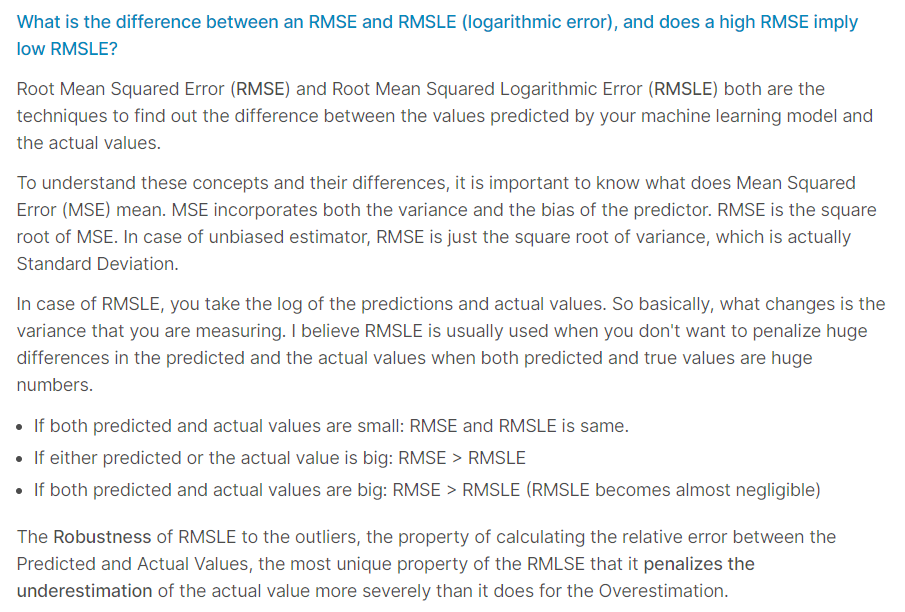 What is the difference between an RMSE and RMSLE (logarithmic error), and does a high RMSE imply
low RMSLE?
Root Mean Squared Error (RMSE) and Root Mean Squared Logarithmic Error (RMSLE) both are the
techniques to find out the difference between the values predicted by your machine learning model and
the actual values.
To understand these concepts and their differences, it is important to know what does Mean Squared
Error (MSE) mean. MSE incorporates both the variance and the bias of the predictor. RMSE is the square
root of MSE. In case of unbiased estimator, RMSE is just the square root of variance, which is actually
Standard Deviation.
In case of RMSLE, you take the log of the predictions and actual values. So basically, what changes is the
variance that you are measuring. I believe RMSLE is usually used when you don't want to penalize huge
differences in the predicted and the actual values when both predicted and true values are huge
numbers.
• If both predicted and actual values are small: RMSE and RMSLE is same.
• If either predicted or the actual value is big: RMSE > RMSLE
• If both predicted and actual values are big: RMSE > RMSLE (RMSLE becomes almost negligible)
The Robustness of RMSLE to the outliers, the property of calculating the relative error between the
Predicted and Actual Values, the most unique property of the RMLSE that it penalizes the
underestimation of the actual value more severely than it does for the Overestimation.